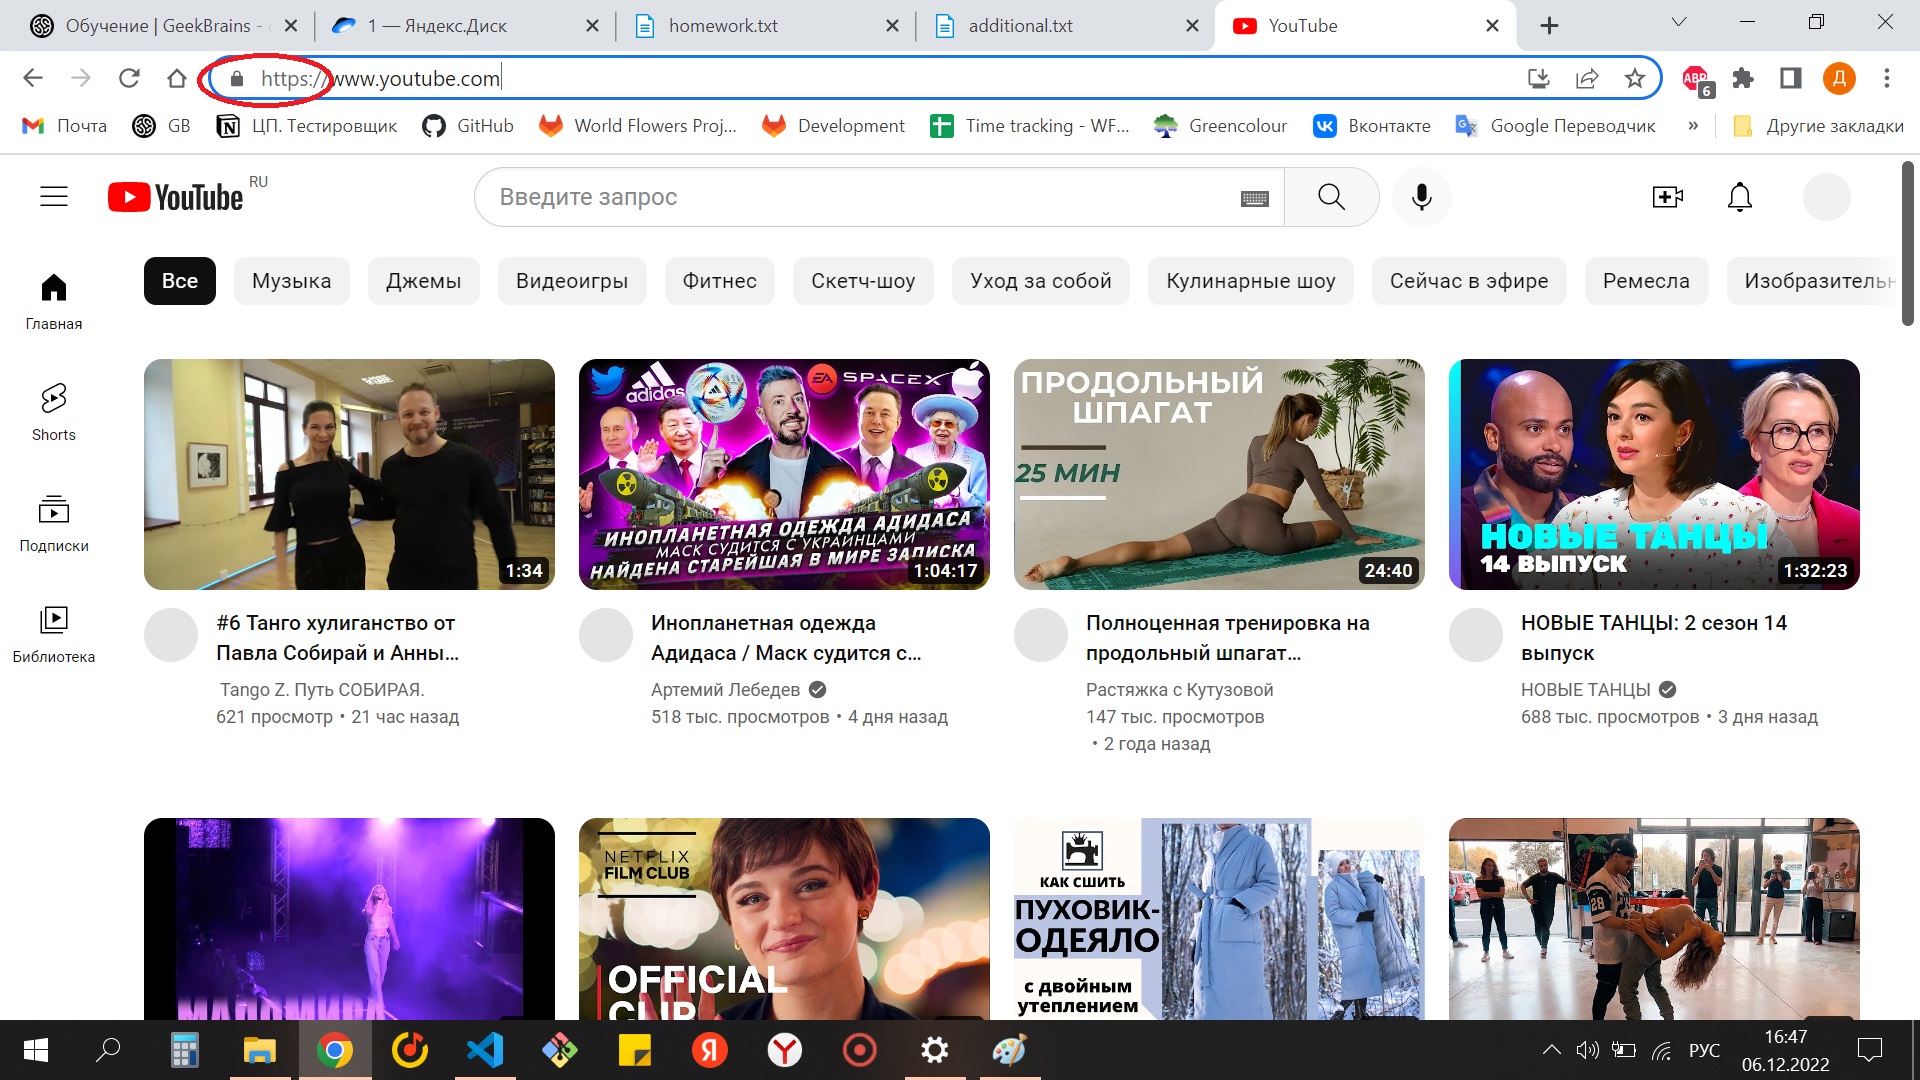 Обучение | GeekBrains -
1 — Яндекс.Диск
homework.txt
additional.txt
YouTube
https://www.youtube.com
ABP
6
Д
Почта
GB
ЦП. Тестировщик
GitHub
World Flowers Proj...
Development
Time tracking - WF...
Greencolour
Вконтакте
Google Переводчик
»
Другие закладки
YouTube
RU
Введите запрос
Все
Музыка
Джемы
Видеоигры
Фитнес
Скетч-шоу
Уход за собой
Кулинарные шоу
Сейчас в эфире
Ремесла
Изобразительн
Главная
Shorts
Подписки
Библиотека
1:34
adidas
EA
SPACEX
ИНОПЛАНЕТНАЯ ОДЕЖДА АДИДАСА
МАСК СУДИТСЯ С УКРАИНЦАМИ
НАЙДЕНА СТАРЕЙШАЯ В МИРЕ ЗАПИСКА
1:04:17
ПРОДОЛЬНЫЙ
ШПАГАТ
25 МИН
24:40
НОВЫЕ ТАНЦЫ
14 ВЫПУСК
1:32:23
#6 Танго хулиганство от
Павла Собирай и Анны...
Tango Z. Путь СОБИРАЯ.
621 просмотр • 21 час назад
Инопланетная одежда
Адидаса / Маск судится с...
Артемий Лебедев
518 тыс. просмотров • 4 дня назад
Полноценная тренировка на
продольный шпагат...
Растяжка с Кутузовой
147 тыс. просмотров
• 2 года назад
НОВЫЕ ТАНЦЫ: 2 сезон 14
выпуск
НОВЫЕ ТАНЦЫ
688 тыс. просмотров • 3 дня назад
NETFLIX
FILM CLUB
OFFICIAL
CLIP
КАК СШИТЬ
ПУХОВИК-
ОДЕЯЛО
с двойным
утеплением
28
РУС
16:47
06.12.2022